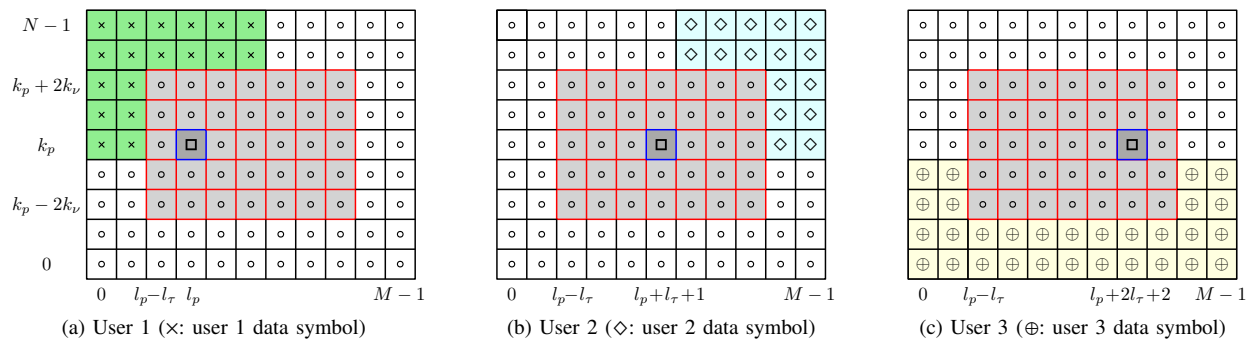 N − 1
k_p + 2k_ν
k_p
k_p − 2k_ν
0
0 l_p−l_τ l_p M − 1
(a) User 1 (×: user 1 data symbol)
0 l_p−l_τ l_p+l_τ+1 M − 1
(b) User 2 (◇: user 2 data symbol)
0 l_p−l_τ l_p+2l_τ+2 M − 1
(c) User 3 (⊕: user 3 data symbol)